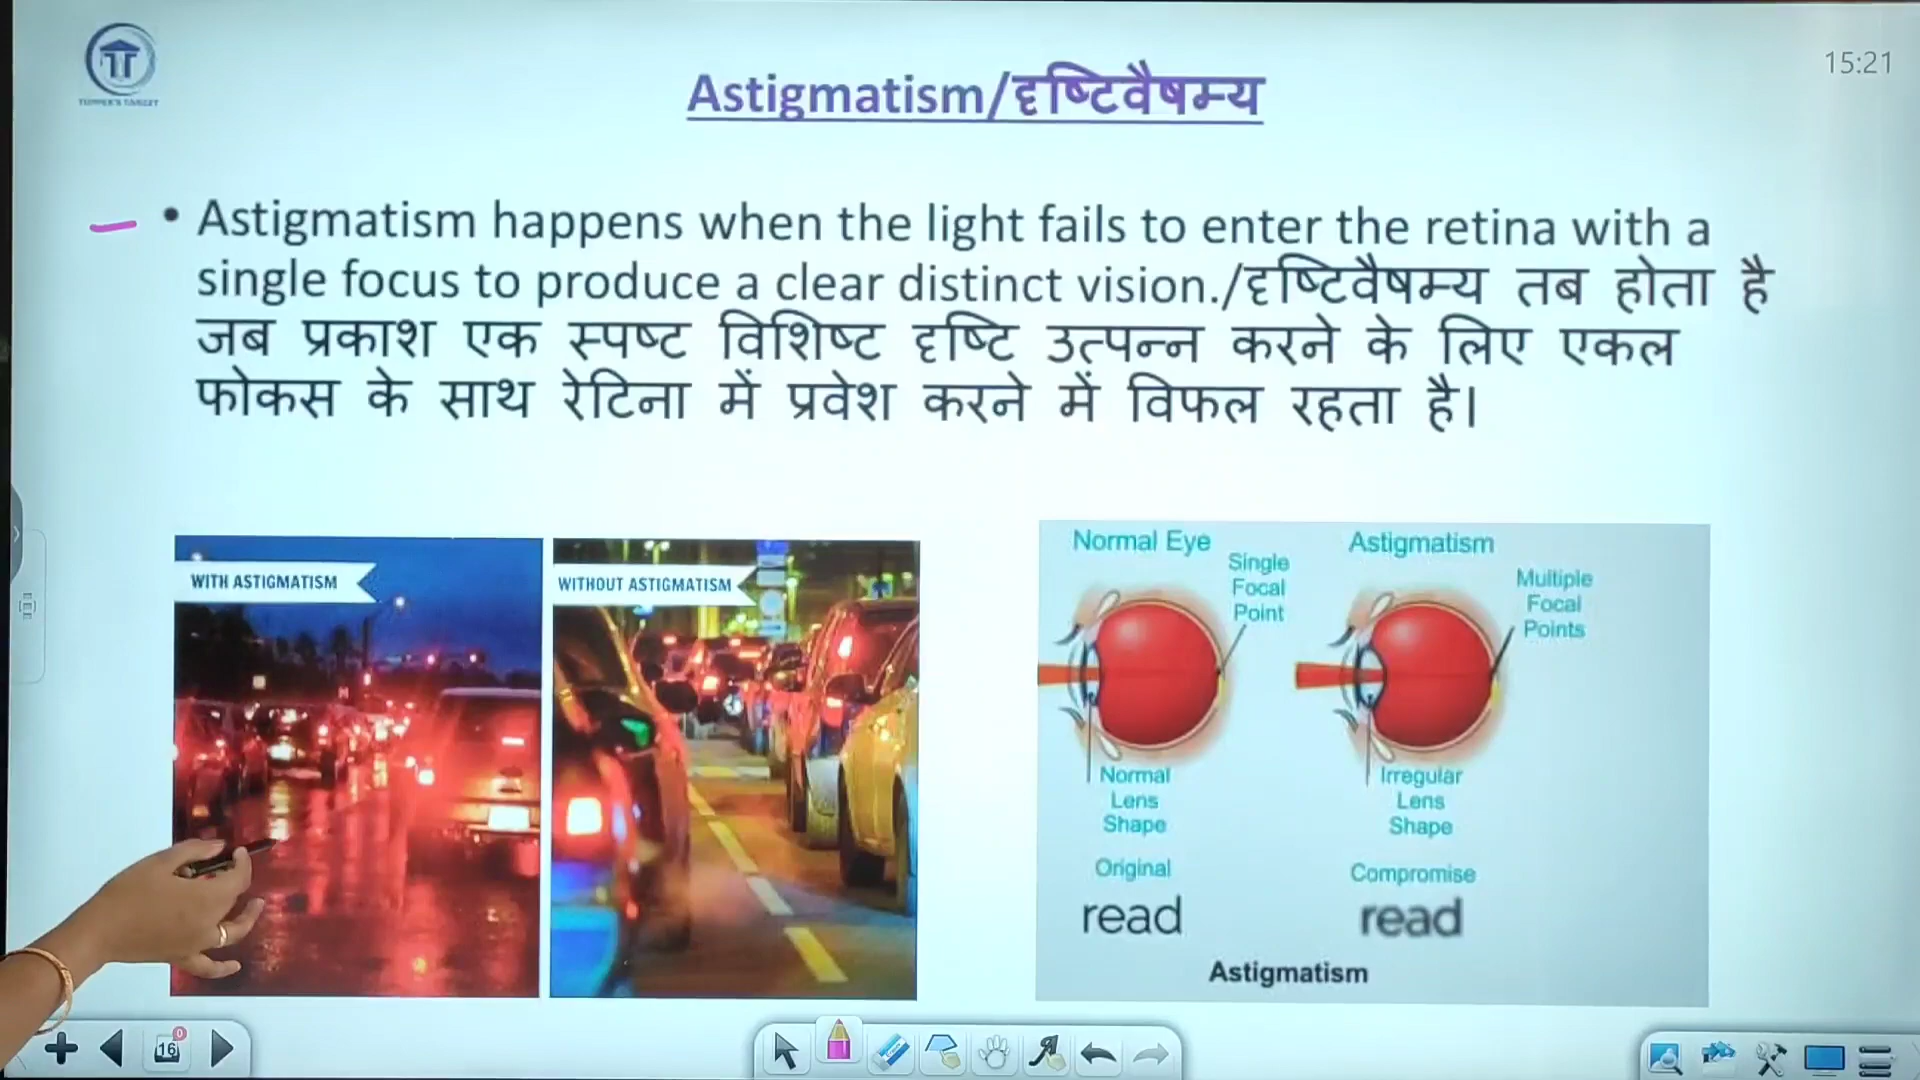 TOPPER'S TARGET
15:21
Astigmatism/दृष्टिवैषम्य
• Astigmatism happens when the light fails to enter the retina with a
single focus to produce a clear distinct vision./दृष्टिवैषम्य तब होता है
जब प्रकाश एक स्पष्ट विशिष्ट दृष्टि उत्पन्न करने के लिए एकल
फोकस के साथ रेटिना में प्रवेश करने में विफल रहता है।
WITH ASTIGMATISM
WITHOUT ASTIGMATISM
Normal Eye
Single
Focal
Point
Normal
Lens
Shape
Original
read
Astigmatism
Multiple
Focal
Points
Irregular
Lens
Shape
Compromise
read
Astigmatism
16
0